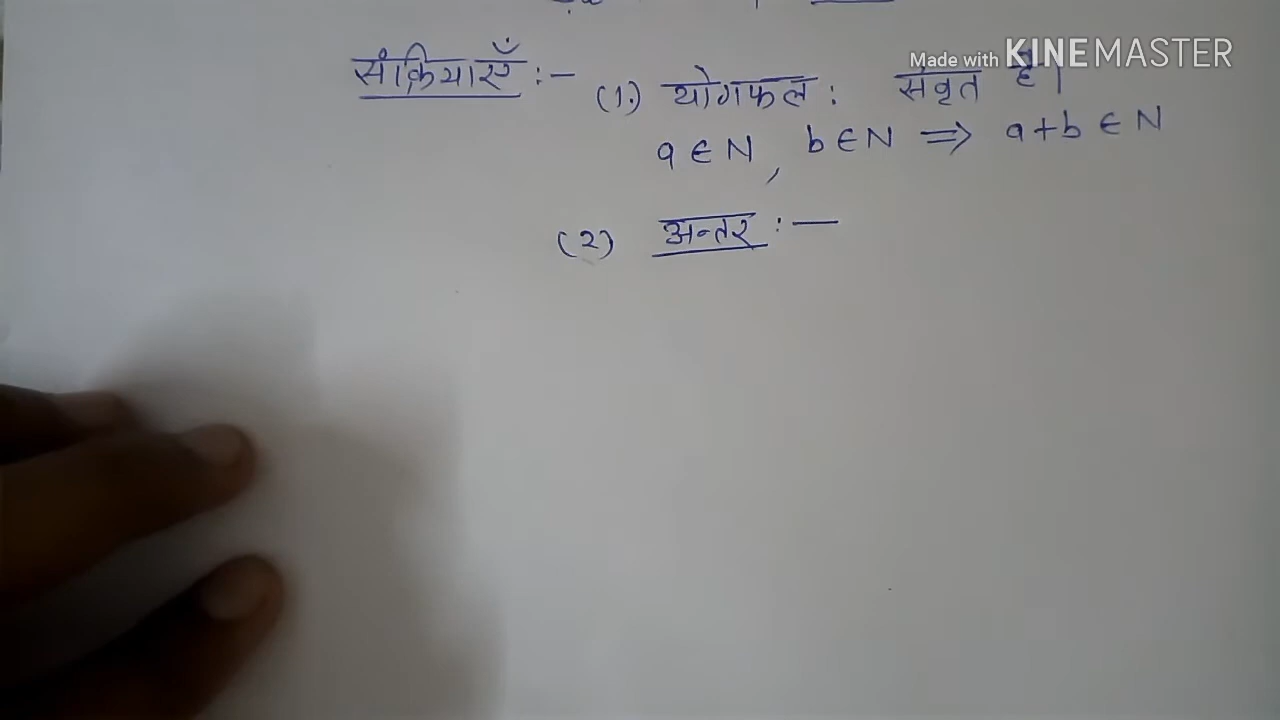 Made with KINEMASTER
संक्रियाएँ :- (1.) योगफल : संवृत है।
a ∈ N, b ∈ N ⇒ a+b ∈ N
(2) अन्तर :-